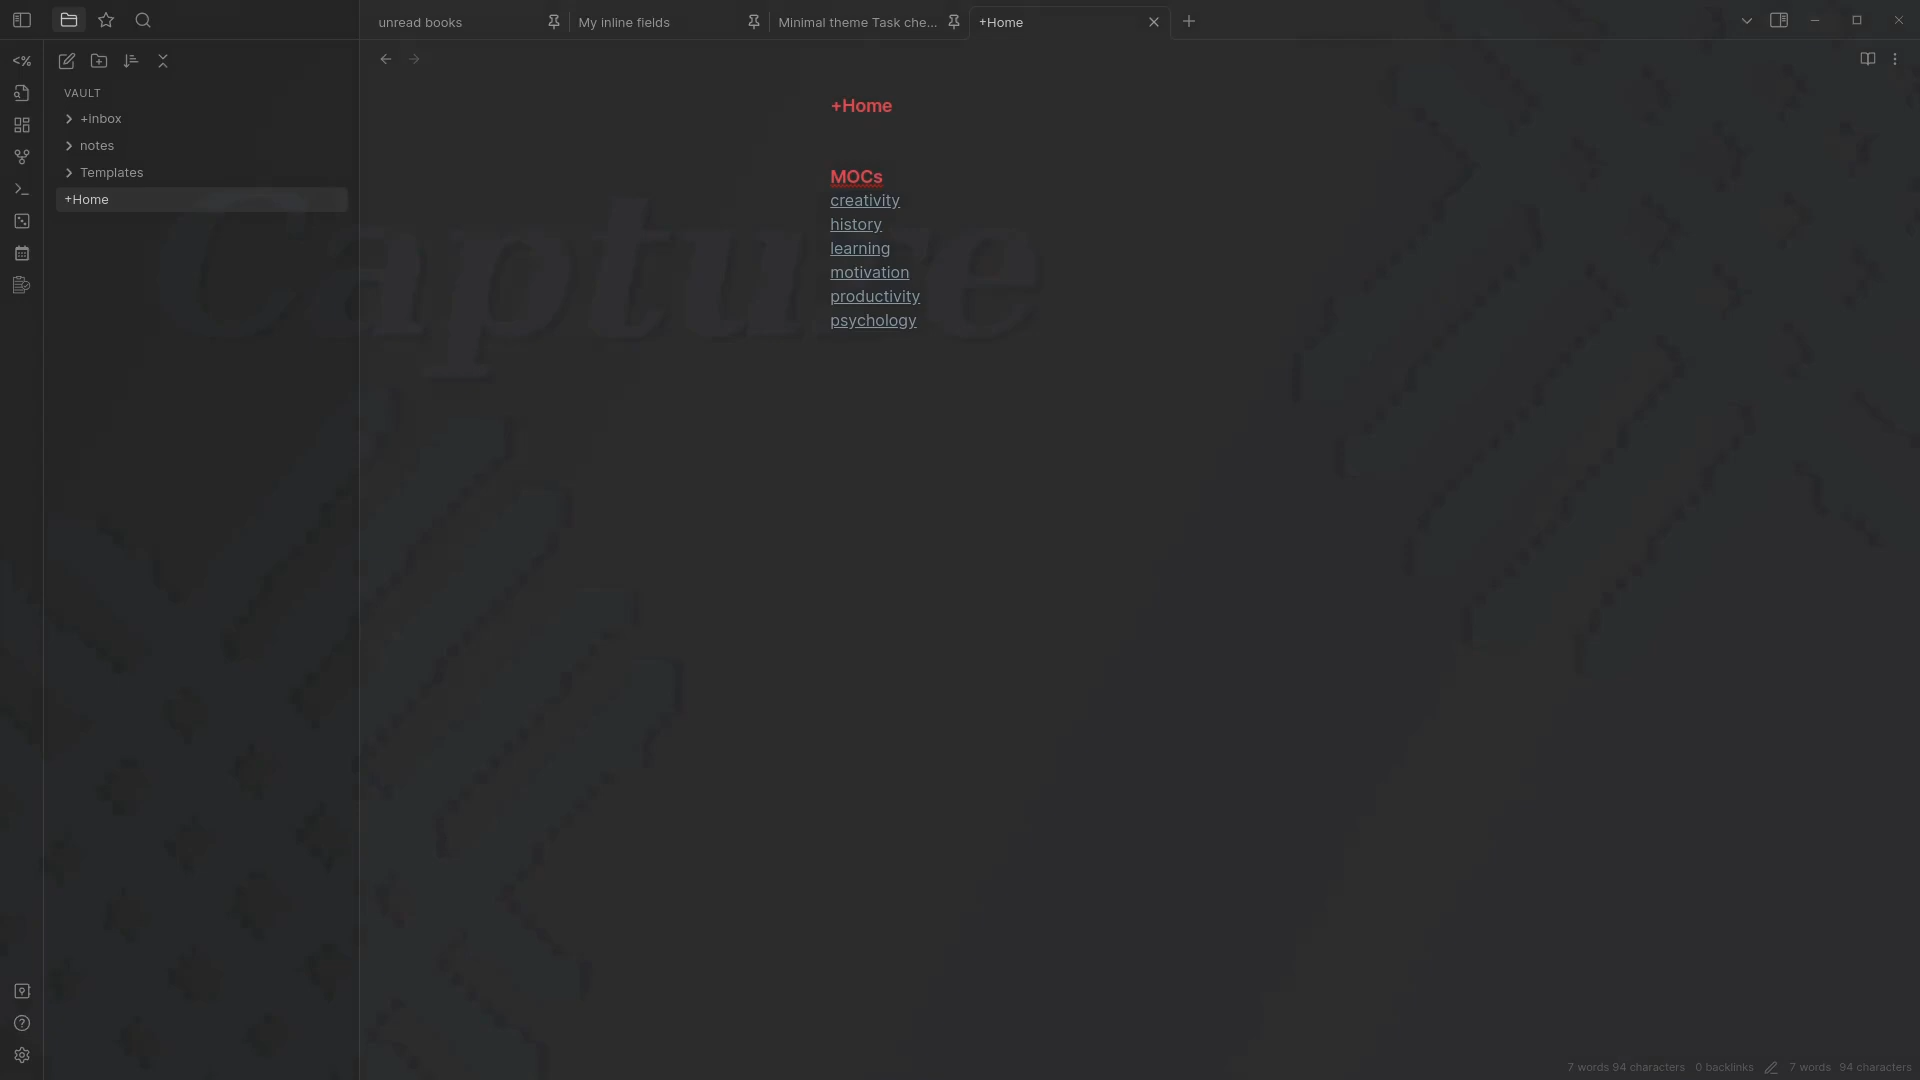 unread books
My inline fields
Minimal theme Task che...
+Home
<%
VAULT
+inbox
notes
Templates
+Home
+Home
MOCs
creativity
history
learning
motivation
productivity
psychology
Capture
7 words 94 characters
0 backlinks
7 words
94 characters